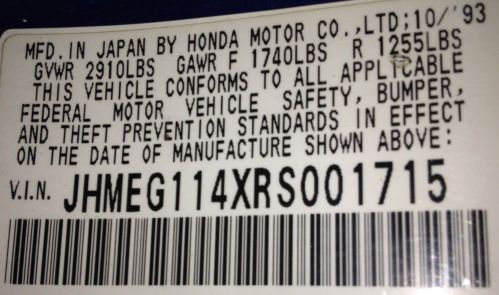 MFD. IN JAPAN BY HONDA MOTOR CO.,LTD;10/'93
GVWR 2910LBS GAWR F 1740LBS R 1255LBS
THIS VEHICLE CONFORMS TO ALL APPLICABLE
FEDERAL MOTOR VEHICLE SAFETY, BUMPER,
AND THEFT PREVENTION STANDARDS IN EFFECT
ON THE DATE OF MANUFACTURE SHOWN ABOVE:
V.I.N. JHMEG114XRS001715